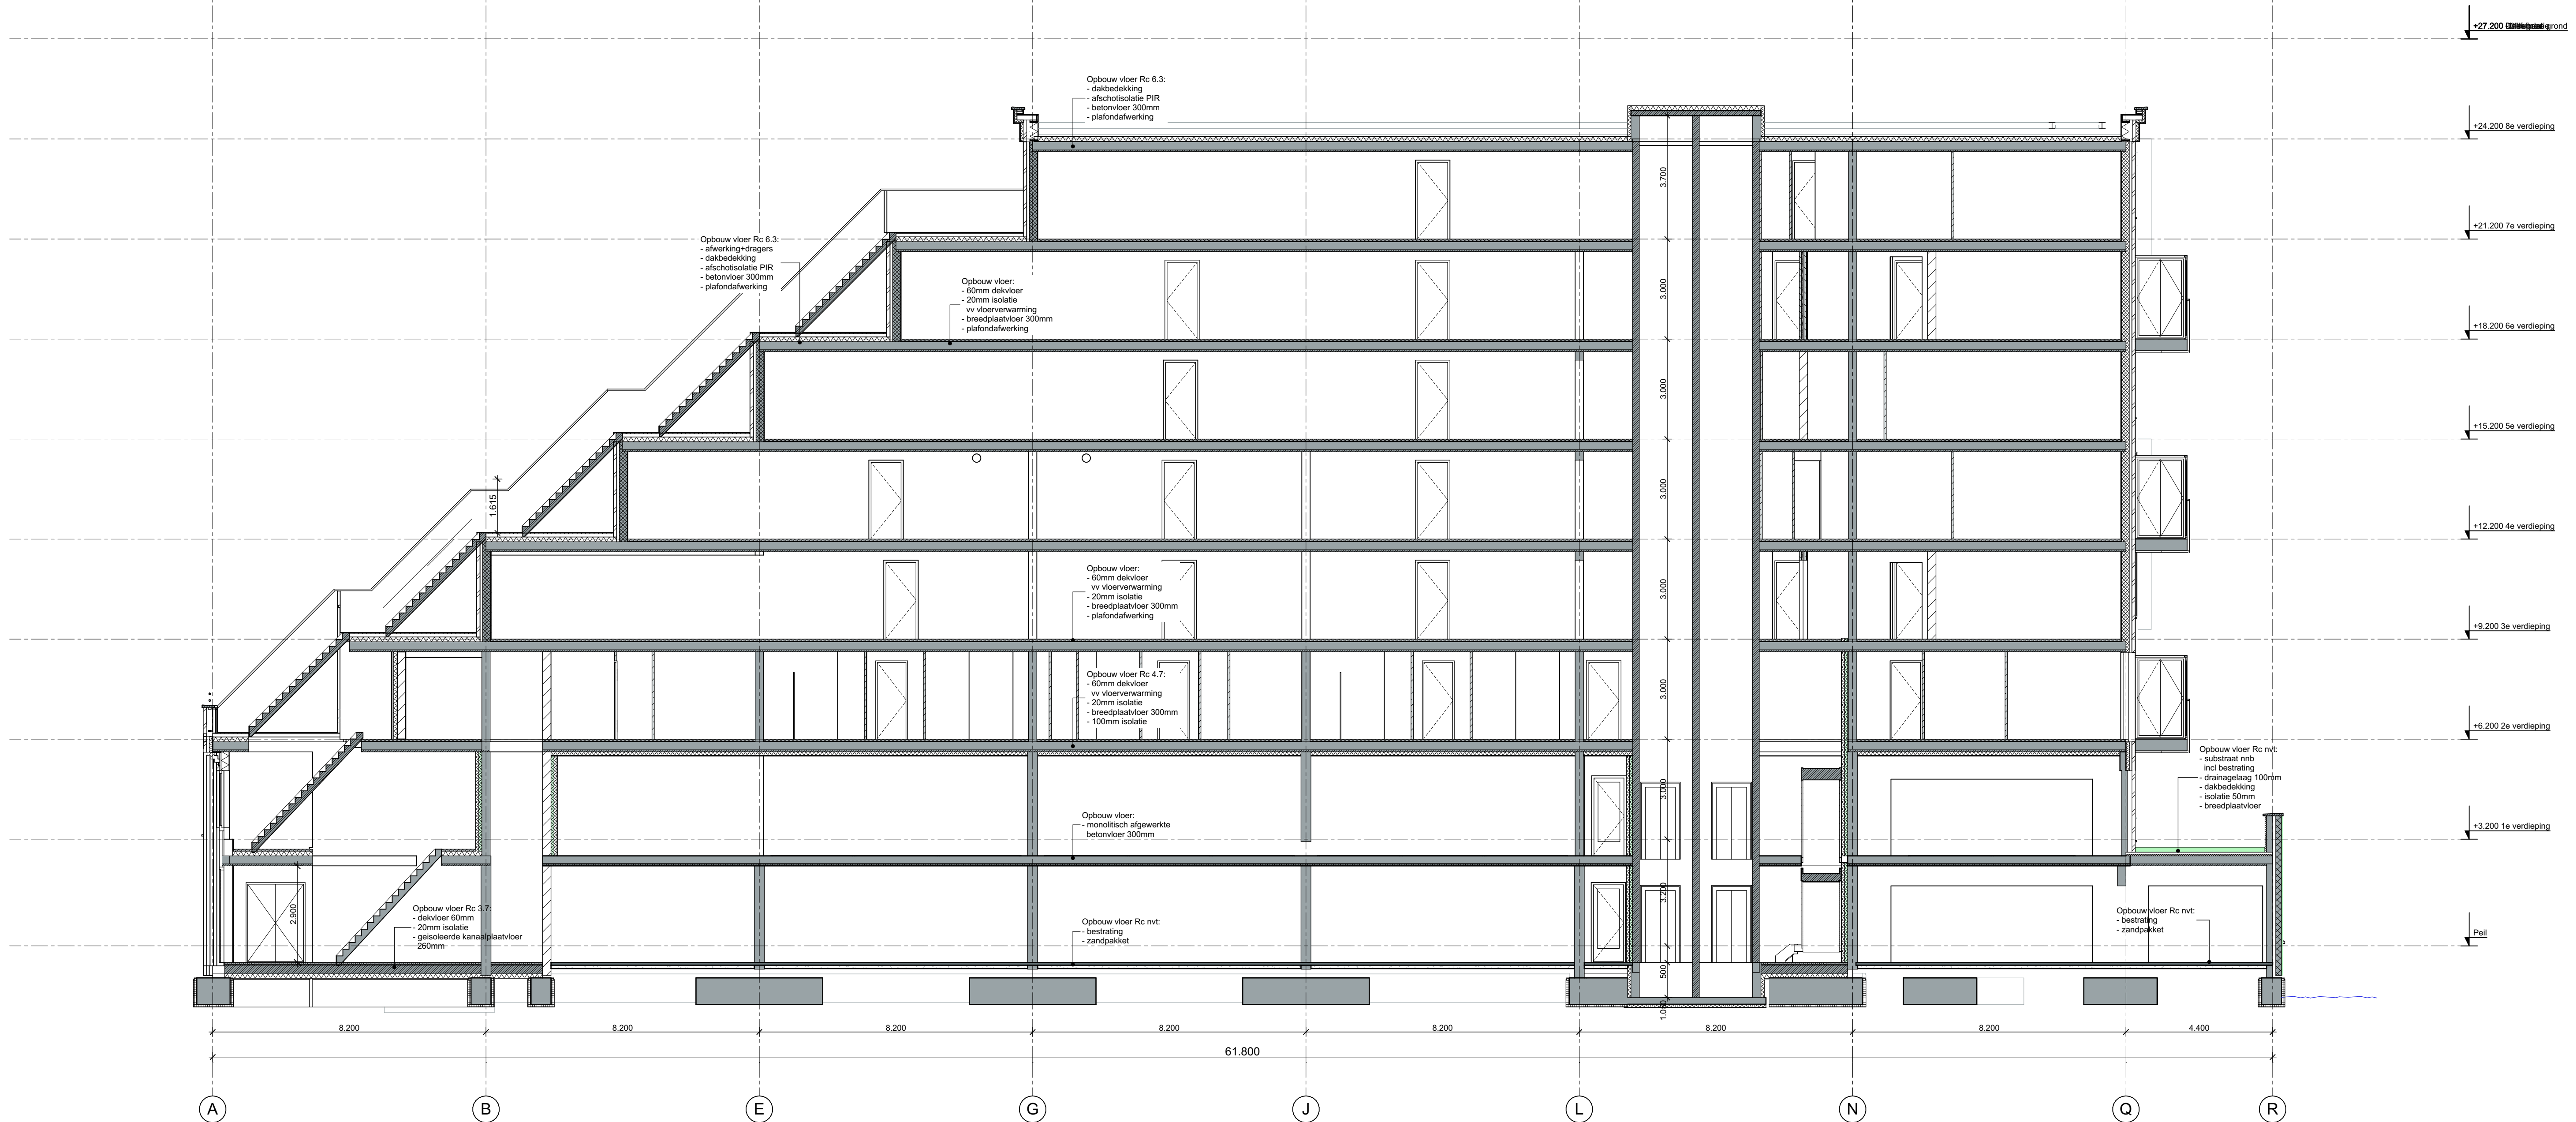 +27.200
Opbouw vloer Rc 6.3:
- dakbedekking
- afschotisolatie PIR
- betonvloer 300mm
- plafondafwerking
+24.200 8e verdieping
3.700
+21.200 7e verdieping
Opbouw vloer Rc 6.3:
- afwerking+dragers
- dakbedekking
- afschotisolatie PIR
- betonvloer 300mm
- plafondafwerking
Opbouw vloer:
- 60mm dekvloer
- 20mm isolatie
vv vloerverwarming
- breedplaatvloer 300mm
- plafondafwerking
3.000
+18.200 6e verdieping
3.000
+15.200 5e verdieping
1.615
3.000
+12.200 4e verdieping
Opbouw vloer:
- 60mm dekvloer
vv vloerverwarming
- 20mm isolatie
- breedplaatvloer 300mm
- plafondafwerking
3.000
+9.200 3e verdieping
Opbouw vloer Rc 4.7:
- 60mm dekvloer
vv vloerverwarming
- 20mm isolatie
- breedplaatvloer 300mm
- 100mm isolatie
3.000
+6.200 2e verdieping
Opbouw vloer Rc nvt:
- substraat nnb
incl bestrating
- drainagelaag 100mm
- dakbedekking
- isolatie 50mm
- breedplaatvloer
3.000
Opbouw vloer:
- monolitisch afgewerkte
betonvloer 300mm
+3.200 1e verdieping
2.900
3.200
Opbouw vloer Rc 3.7:
- dekvloer 60mm
- 20mm isolatie
- geisoleerde kanaalplaatvloer
260mm
Opbouw vloer Rc nvt:
- bestrating
- zandpakket
Opbouw vloer Rc nvt:
- bestrating
- zandpakket
Peil
500
8.200
8.200
8.200
8.200
8.200
8.200
8.200
4.400
61.800
A
B
E
G
J
L
N
Q
R